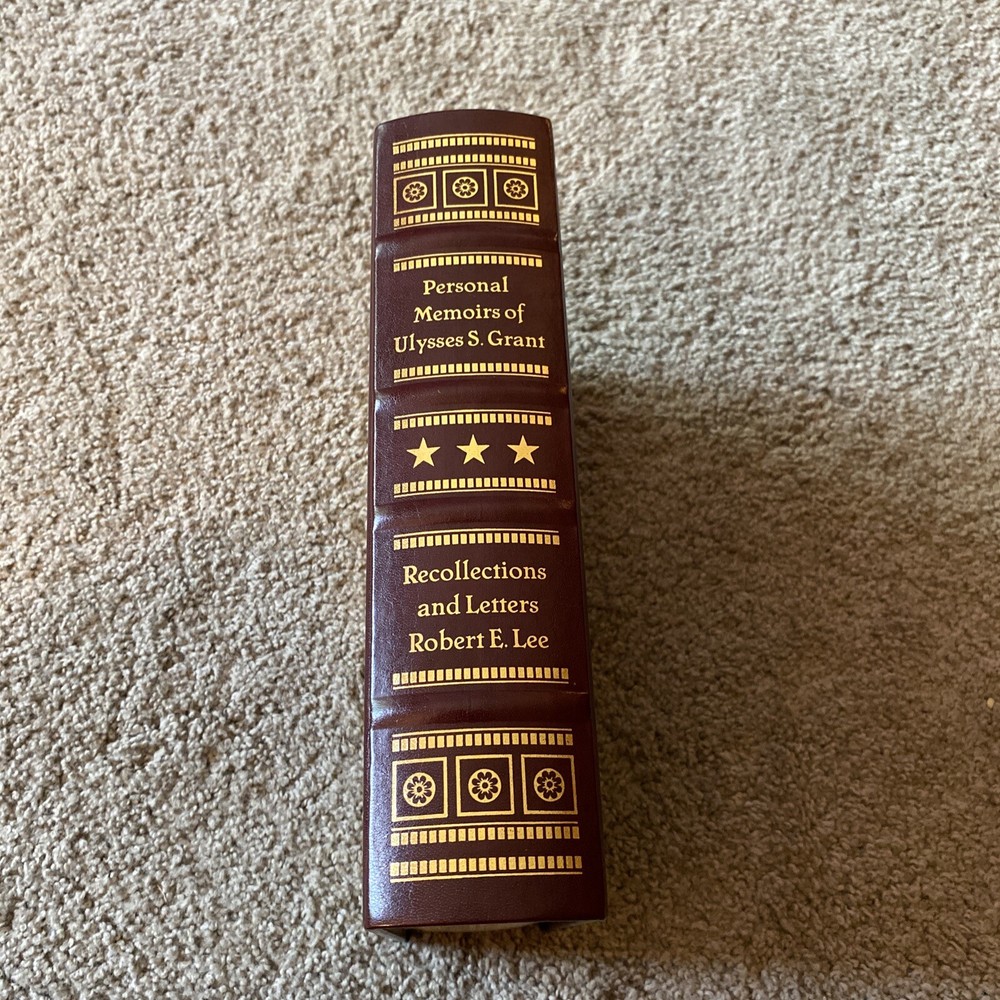 Personal
Memoirs of
Ulysses S. Grant
Recollections
and Letters
Robert E. Lee